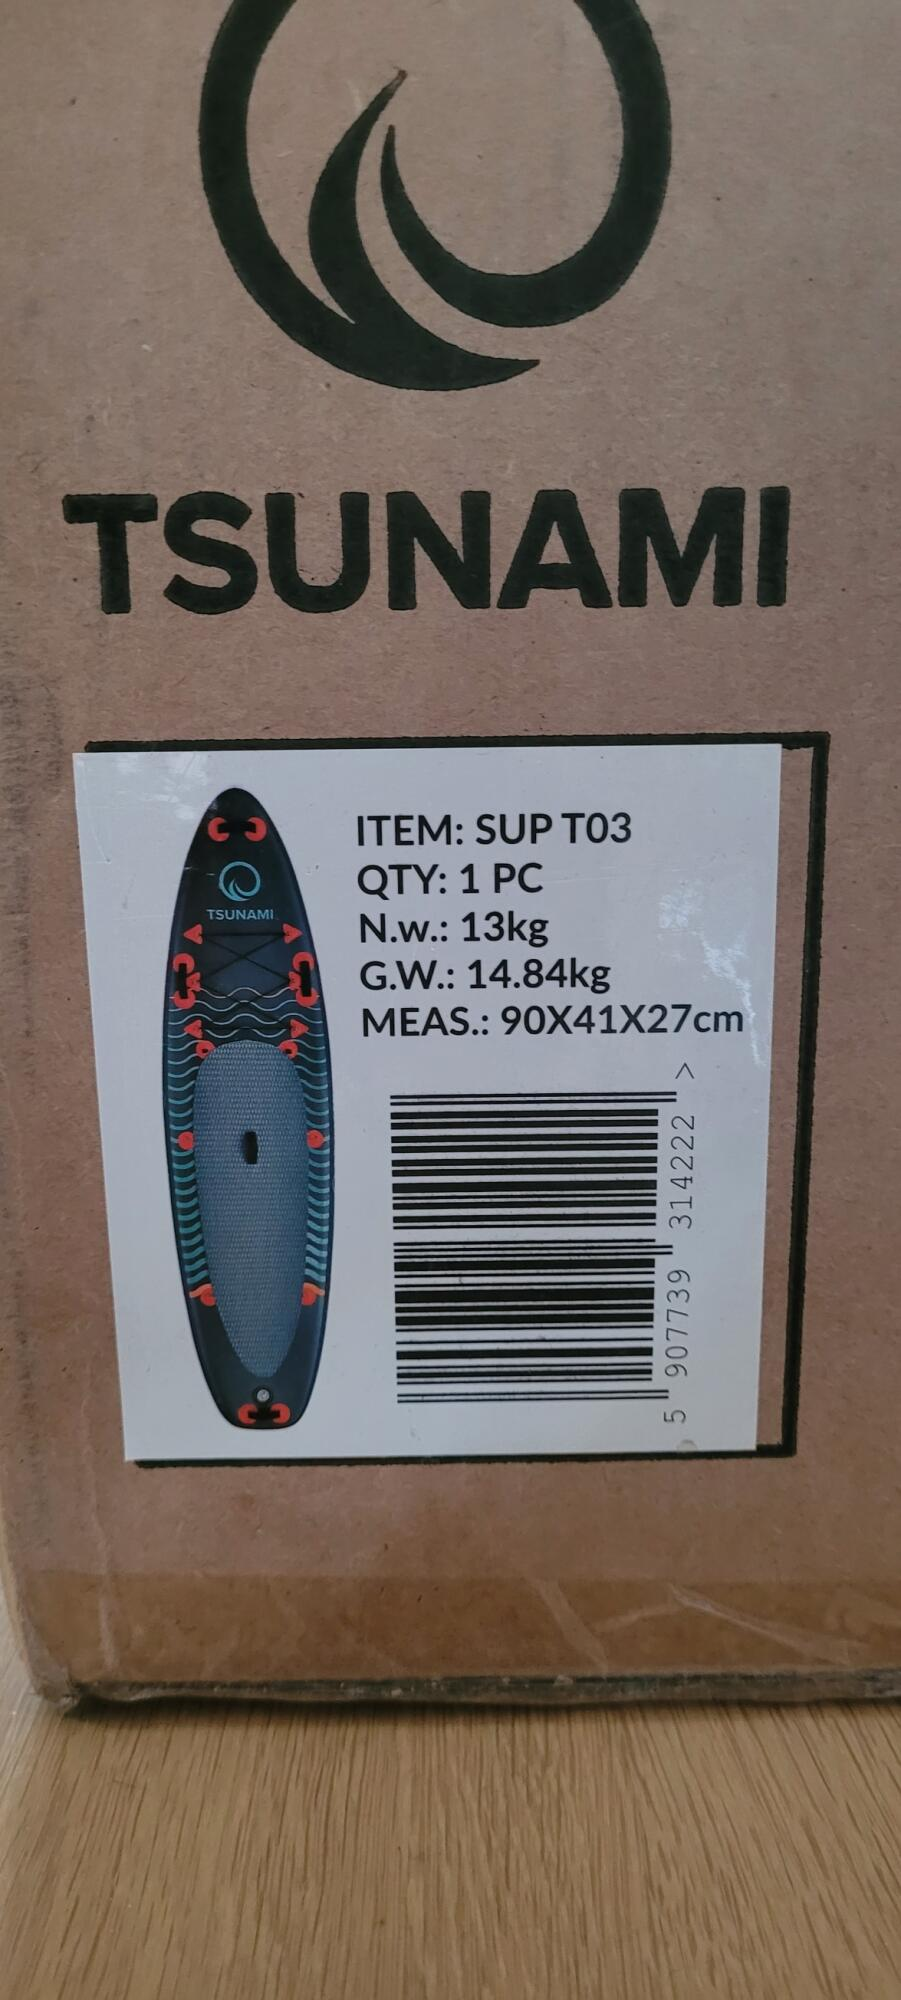 TSUNAMI
TSUNAMI
ITEM: SUP T03
QTY: 1 PC
N.w.: 13kg
G.W.: 14.84kg
MEAS.: 90X41X27cm
5 907739 314222 >